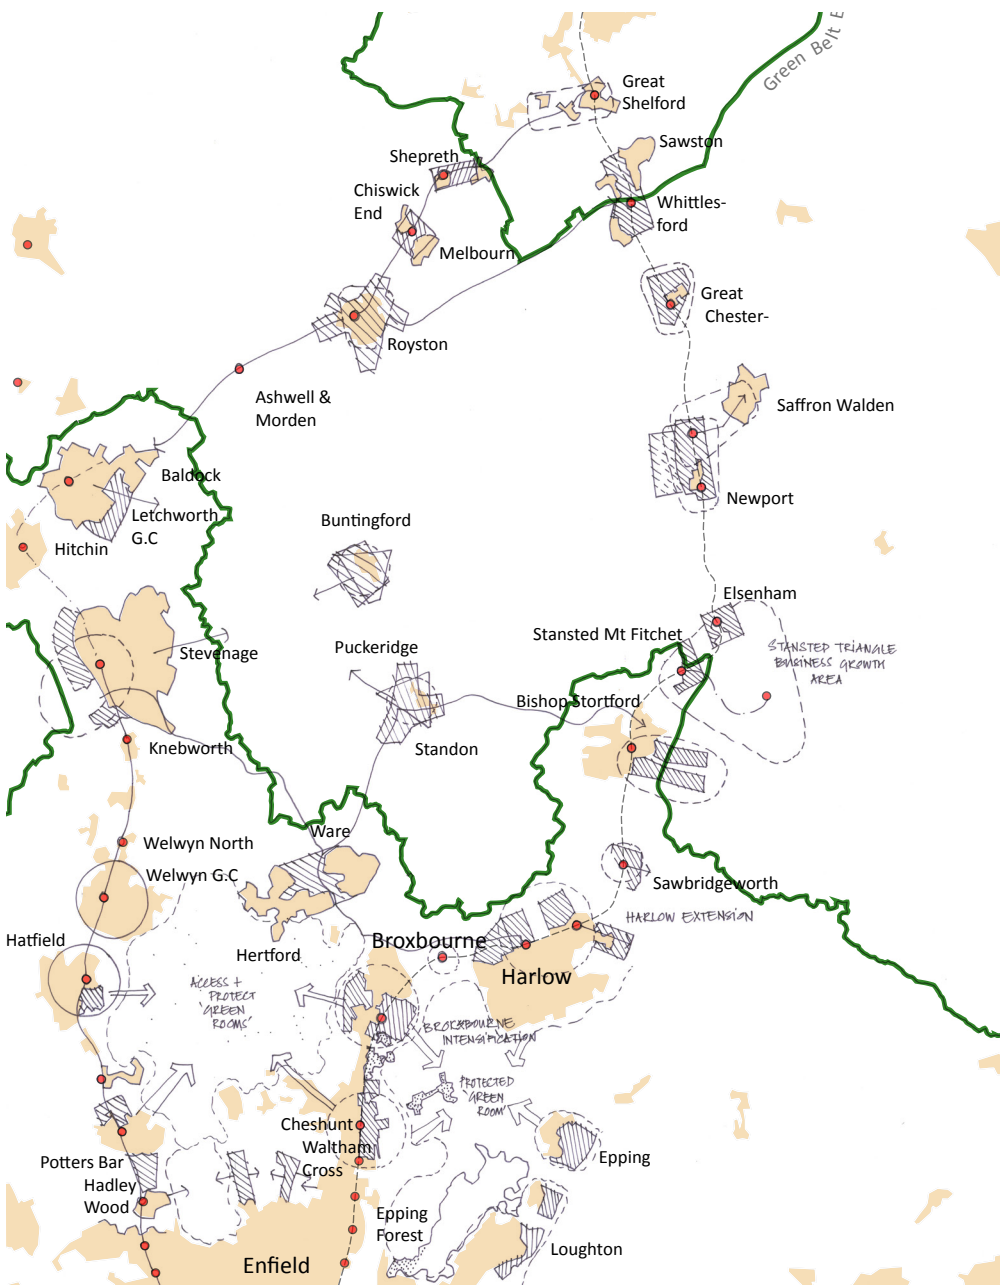 Green Belt E
Great
Shelford
Sawston
Shepreth
Chiswick
End
Whittles-
ford
Melbourn
Great
Chester-
Royston
Ashwell &
Morden
Saffron Walden
Baldock
Letchworth
G.C
Newport
Buntingford
Hitchin
Elsenham
Stansted Mt Fitchet
STANSTED TRIANGLE
BUSINESS GROWTH
AREA
Stevenage
Puckeridge
Bishop Stortford
Knebworth
Standon
Ware
Welwyn North
Welwyn G.C
Sawbridgeworth
HARLOW EXTENSION
Hatfield
Hertford
Broxbourne
Harlow
ACCESS +
PROTECT
'GREEN
ROOMS'
BROXBOURNE
INTENSIFICATION
PROTECTED
'GREEN
ROOM'
Cheshunt
Waltham
Cross
Epping
Potters Bar
Hadley
Wood
Epping
Forest
Loughton
Enfield